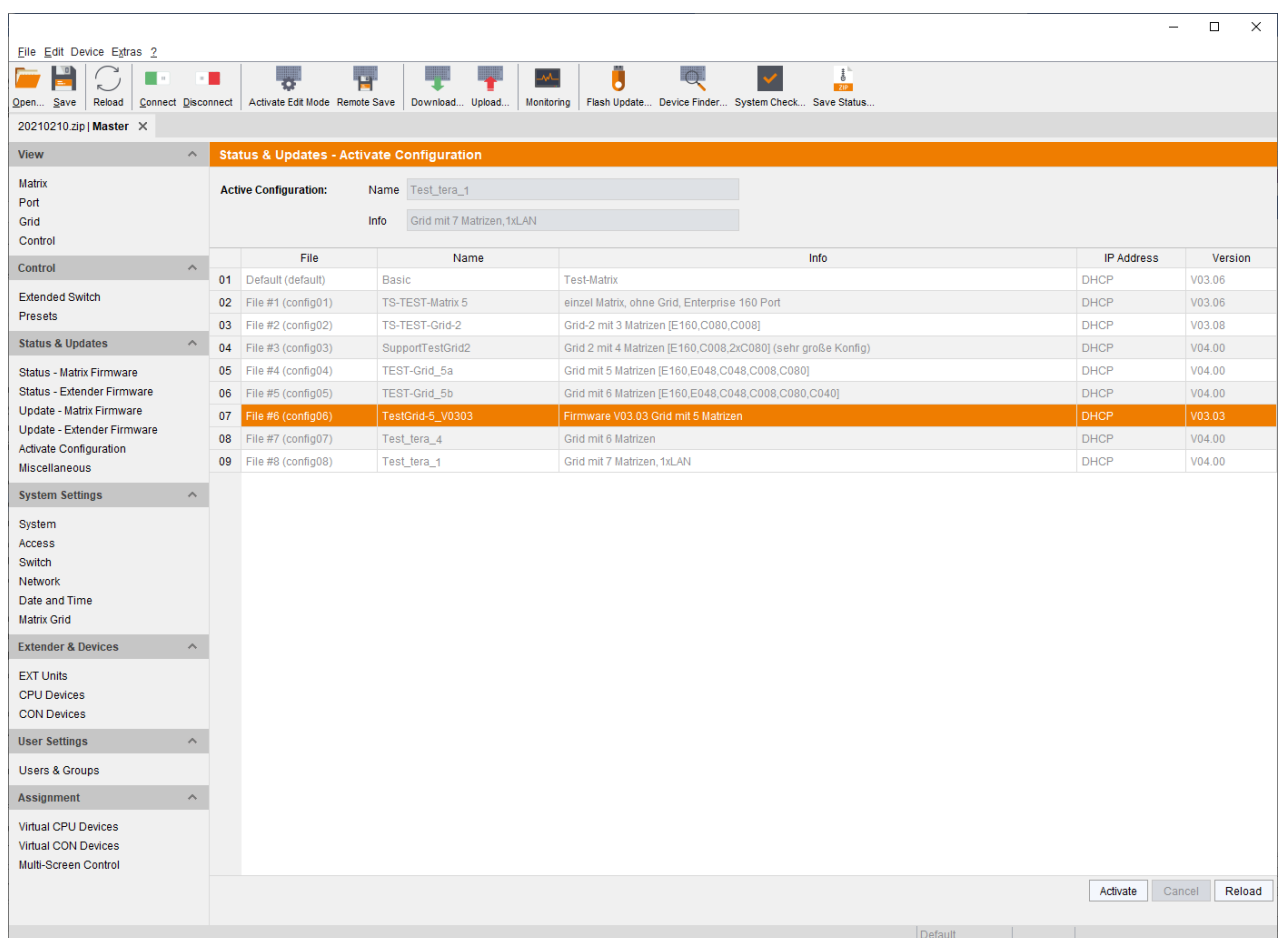 File Edit Device Extras ?
Open... Save Reload Connect Disconnect Activate Edit Mode Remote Save Download... Upload... Monitoring Flash Update... Device Finder... System Check... Save Status...
ZIP
20210210.zip | Master
View
Matrix
Port
Grid
Control
Control
Extended Switch
Presets
Status & Updates
Status - Matrix Firmware
Status - Extender Firmware
Update - Matrix Firmware
Update - Extender Firmware
Activate Configuration
Miscellaneous
System Settings
System
Access
Switch
Network
Date and Time
Matrix Grid
Extender & Devices
EXT Units
CPU Devices
CON Devices
User Settings
Users & Groups
Assignment
Virtual CPU Devices
Virtual CON Devices
Multi-Screen Control
Status & Updates - Activate Configuration
Active Configuration: Name Test_tera_1
Info Grid mit 7 Matrizen,1xLAN
File Name Info IP Address Version
01 Default (default) Basic Test-Matrix DHCP V03.06
02 File #1 (config01) TS-TEST-Matrix 5 einzel Matrix, ohne Grid, Enterprise 160 Port DHCP V03.06
03 File #2 (config02) TS-TEST-Grid-2 Grid-2 mit 3 Matrizen [E160,C080,C008] DHCP V03.08
04 File #3 (config03) SupportTestGrid2 Grid 2 mit 4 Matrizen [E160,C008,2xC080] (sehr große Konfig) DHCP V04.00
05 File #4 (config04) TEST-Grid_5a Grid mit 5 Matrizen [E160,E048,C048,C008,C080] DHCP V04.00
06 File #5 (config05) TEST-Grid_5b Grid mit 6 Matrizen [E160,E048,C048,C008,C080,C040] DHCP V04.00
07 File #6 (config06) TestGrid-5_V0303 Firmware V03.03 Grid mit 5 Matrizen DHCP V03.03
08 File #7 (config07) Test_tera_4 Grid mit 6 Matrizen DHCP V04.00
09 File #8 (config08) Test_tera_1 Grid mit 7 Matrizen,1xLAN DHCP V04.00
Activate Cancel Reload
Default